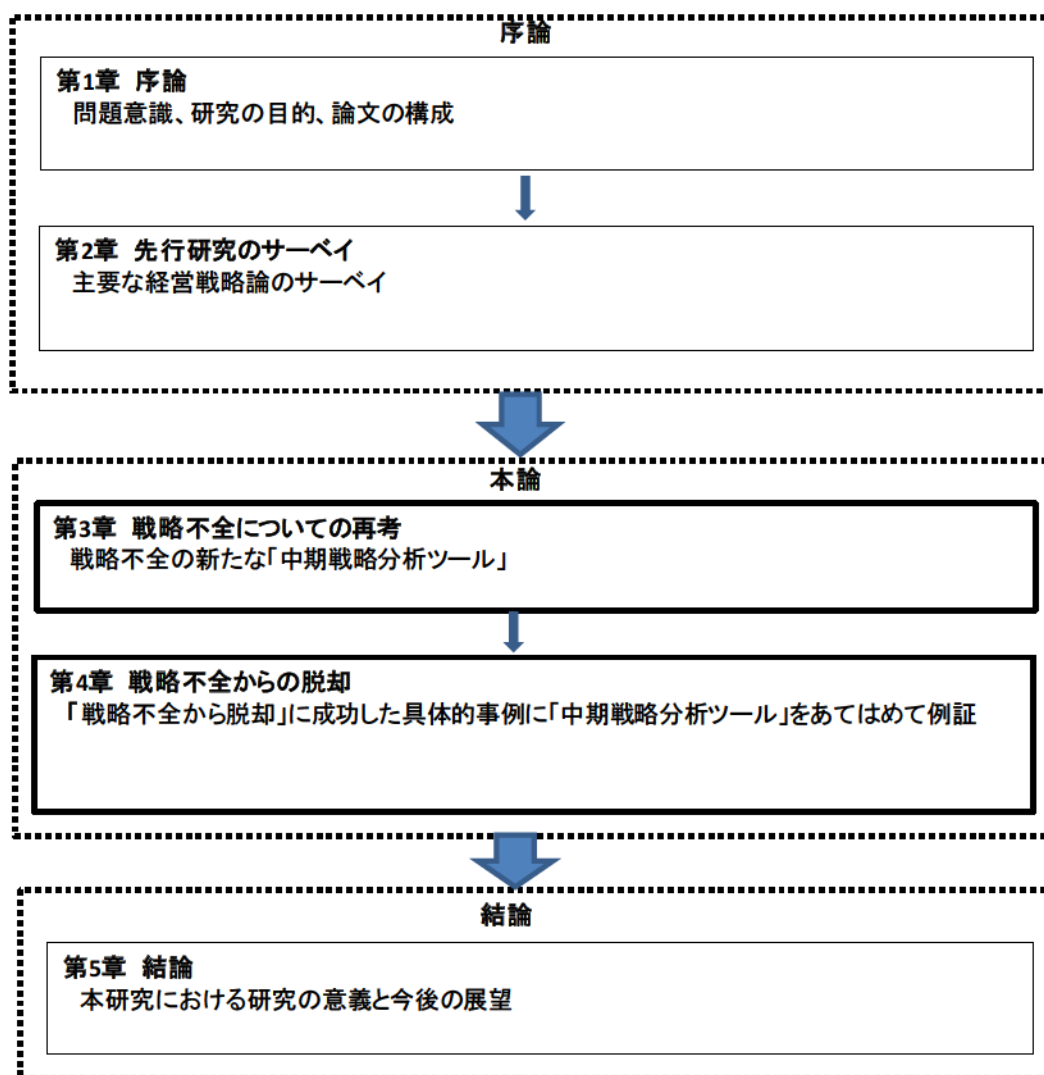 序論
第1章 序論
問題意識、研究の目的、論文の構成
第2章 先行研究のサーベイ
主要な経営戦略論のサーベイ
本論
第3章 戦略不全についての再考
戦略不全の新たな「中期戦略分析ツール」
第4章 戦略不全からの脱却
「戦略不全から脱却」に成功した具体的事例に「中期戦略分析ツール」をあてはめて例証
結論
第5章 結論
本研究における研究の意義と今後の展望